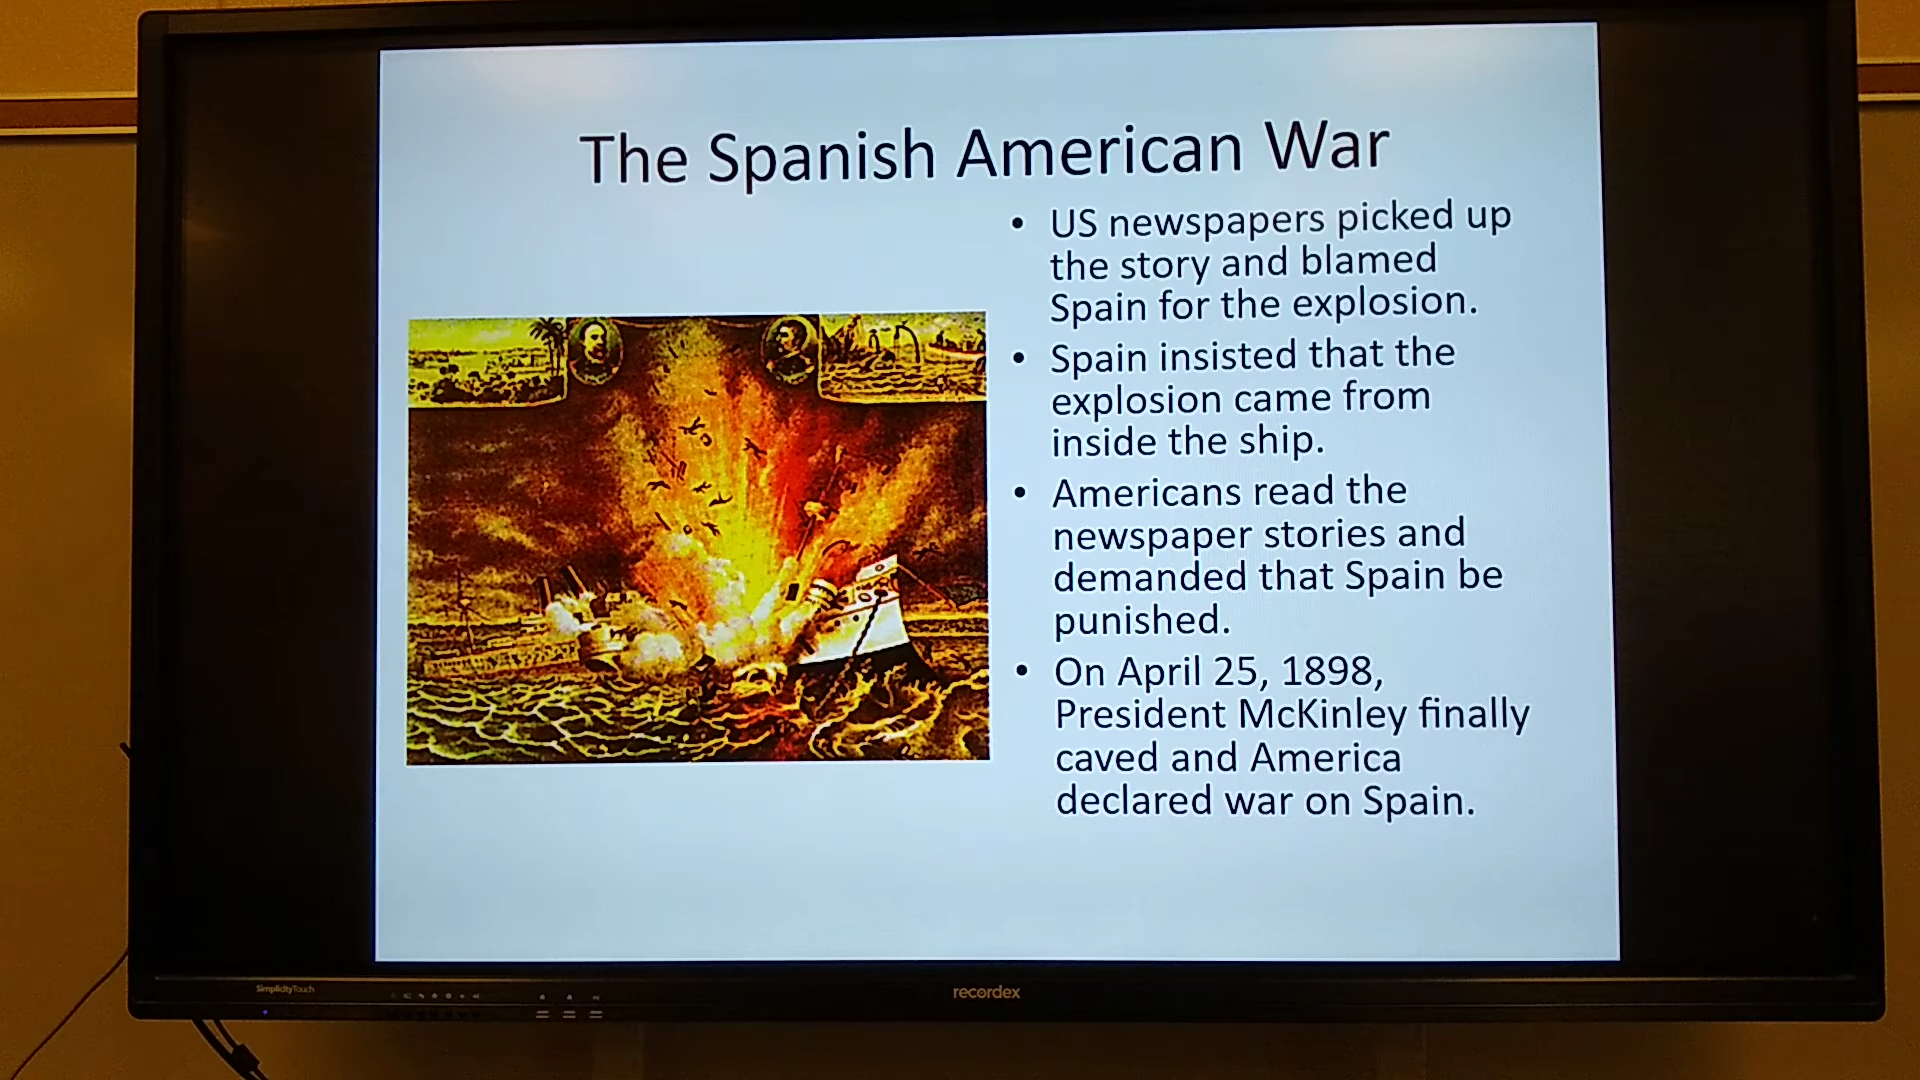 The Spanish American War
• US newspapers picked up
the story and blamed
Spain for the explosion.
• Spain insisted that the
explosion came from
inside the ship.
• Americans read the
newspaper stories and
demanded that Spain be
punished.
• On April 25, 1898,
President McKinley finally
caved and America
declared war on Spain.
SimplicityTouch
recordex